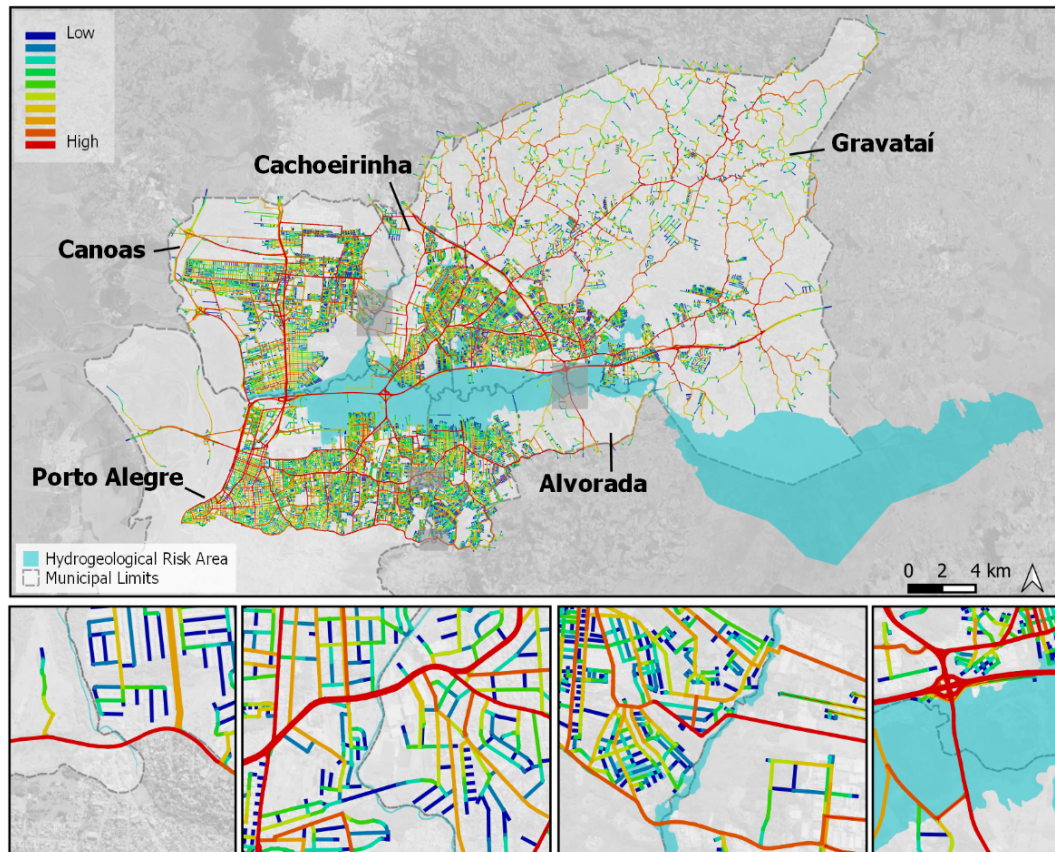 Low
High
Cachoeirinha
Gravataí
Canoas
Porto Alegre
Alvorada
Hydrogeological Risk Area
Municipal Limits
0 2 4 km